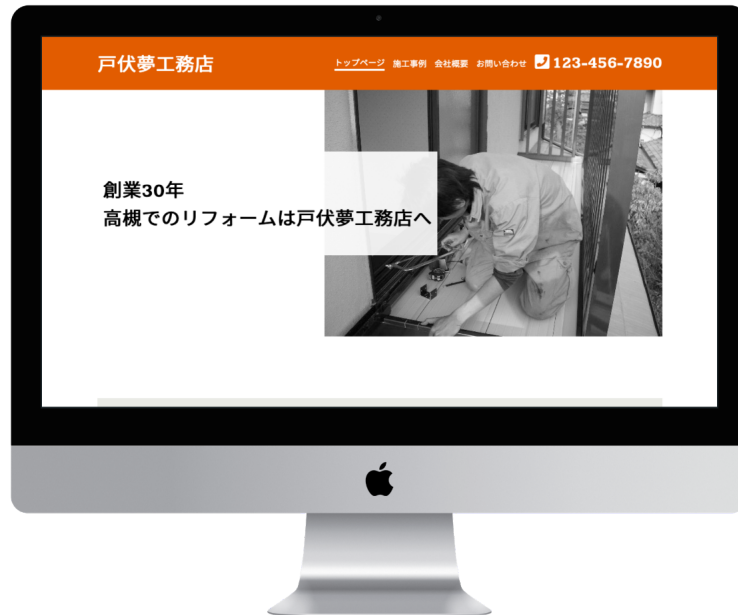 戸伏夢工務店
トップページ 施工事例 会社概要 お問い合わせ 123-456-7890
創業30年
高槻でのリフォームは戸伏夢工務店へ